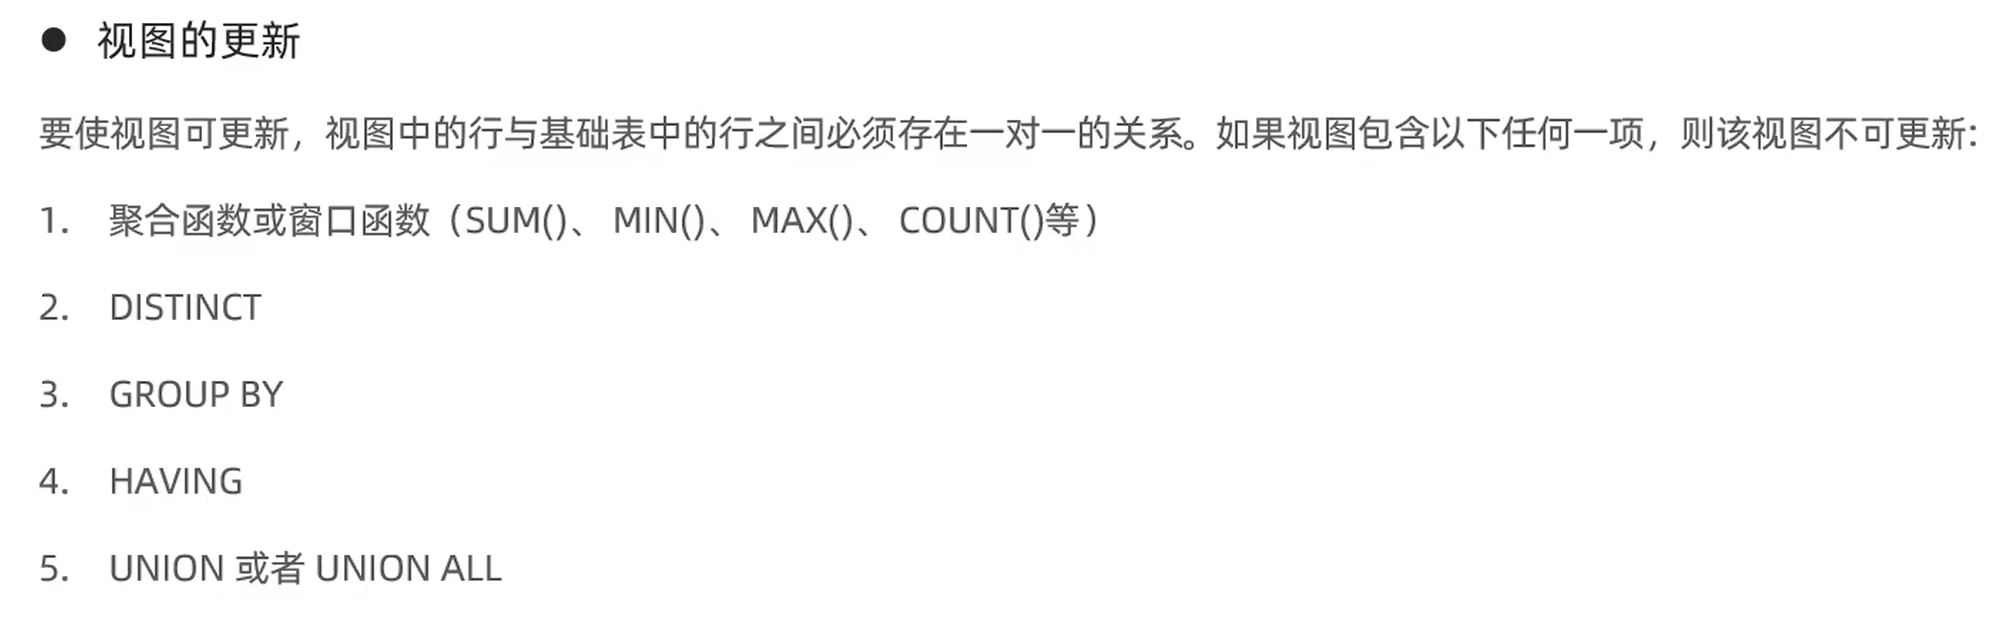 ● 视图的更新
要使视图可更新，视图中的行与基础表中的行之间必须存在一对一的关系。如果视图包含以下任何一项，则该视图不可更新:
1. 聚合函数或窗口函数（SUM()、 MIN()、 MAX()、 COUNT()等）
2. DISTINCT
3. GROUP BY
4. HAVING
5. UNION 或者 UNION ALL